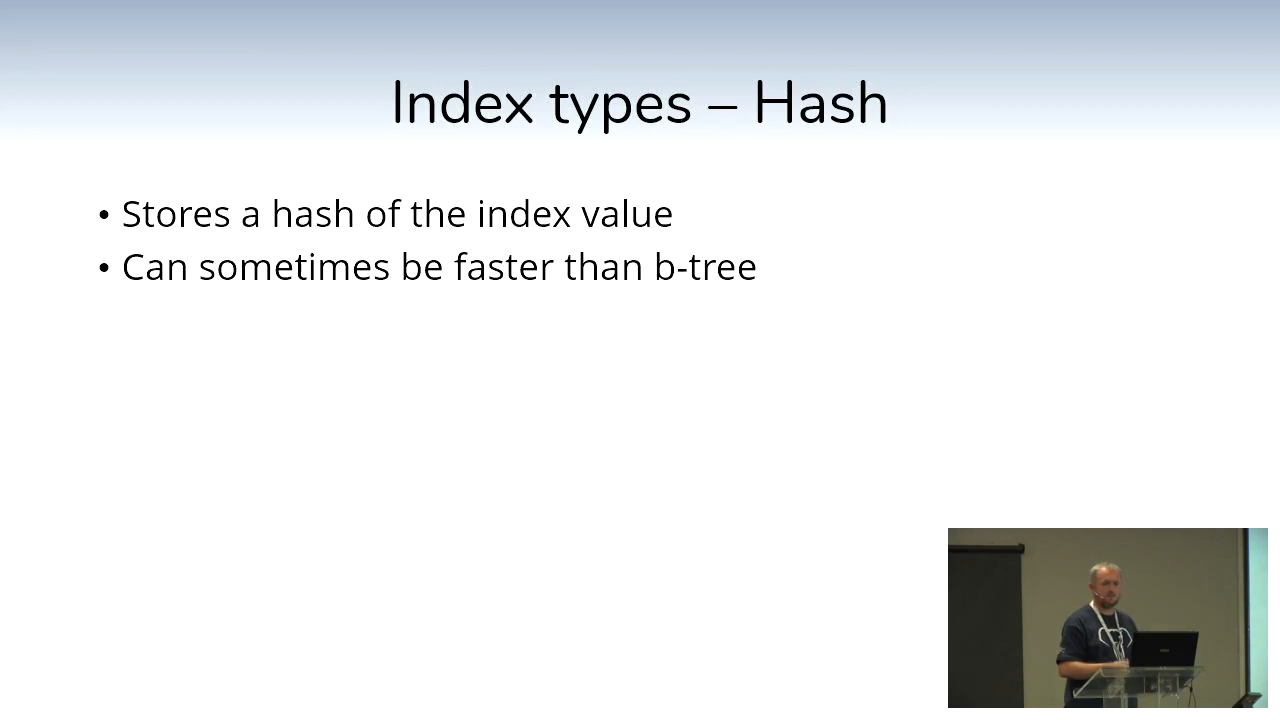 Index types – Hash
• Stores a hash of the index value
• Can sometimes be faster than b-tree